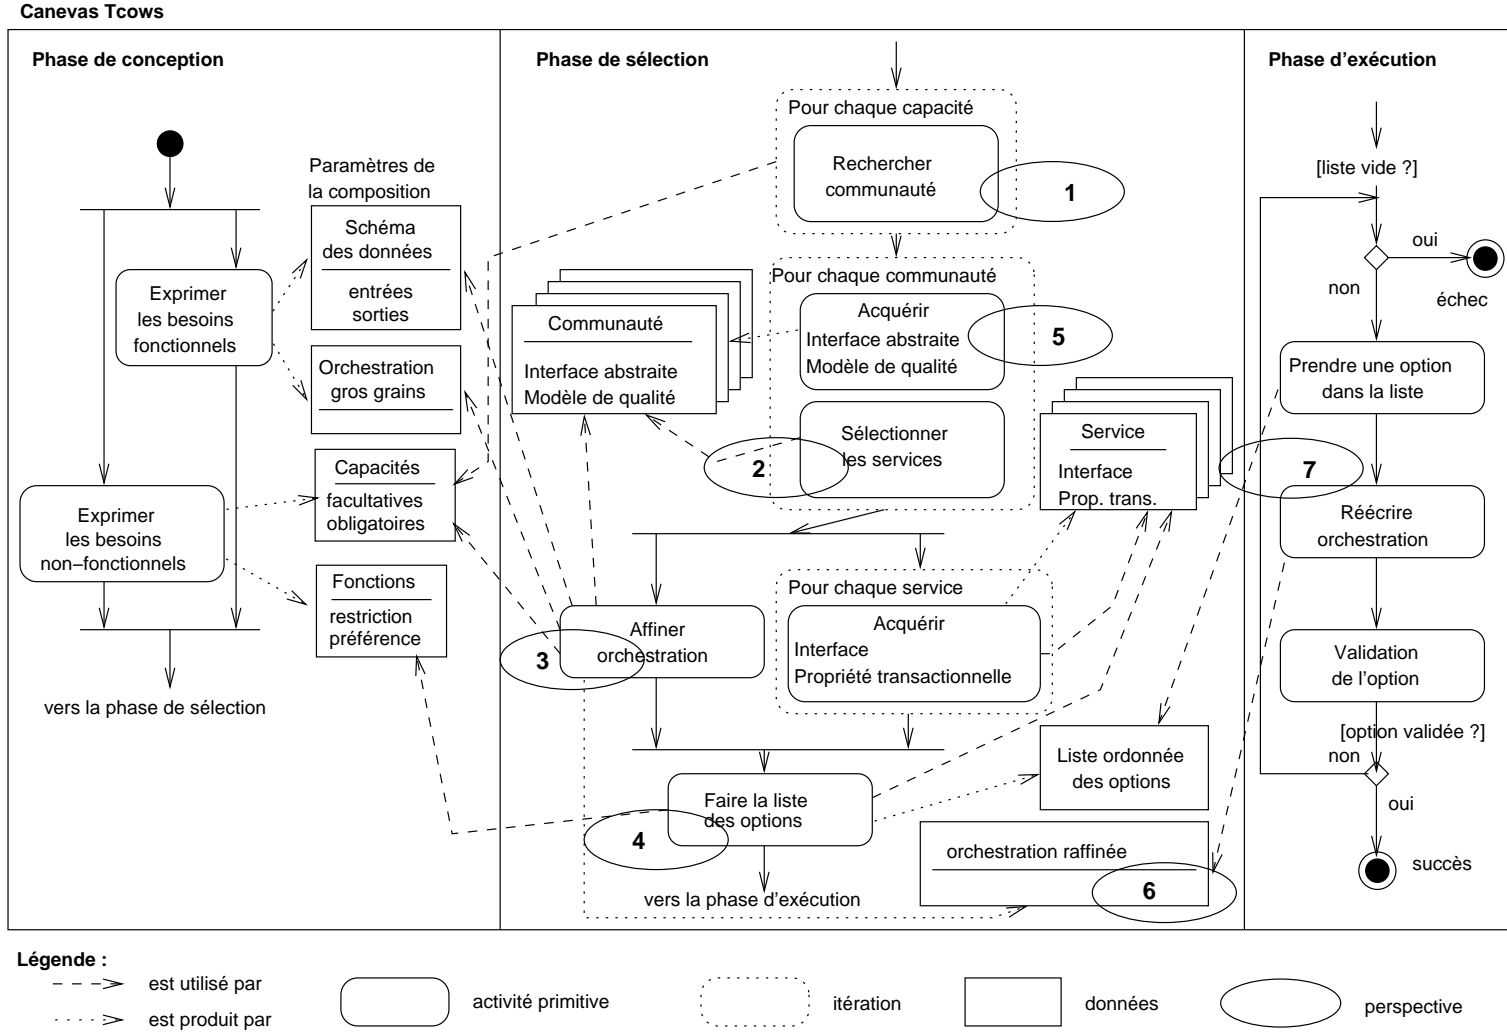 Canevas Tcows
Phase de conception
Paramètres de
la composition
Schéma
des données
entrées
sorties
Exprimer
les besoins
fonctionnels
Orchestration
gros grains
Capacités
facultatives
obligatoires
Exprimer
les besoins
non−fonctionnels
Fonctions
restriction
préférence
vers la phase de sélection
Phase de sélection
Pour chaque capacité
Rechercher
communauté
1
Pour chaque communauté
Acquérir
Interface abstraite
Modèle de qualité
5
Communauté
Interface abstraite
Modèle de qualité
Sélectionner
les services
2
Service
Interface
Prop. trans.
Pour chaque service
Acquérir
Interface
Propriété transactionnelle
Affiner
orchestration
3
Liste ordonnée
des options
Faire la liste
des options
4
orchestration raffinée
6
vers la phase d'exécution
Phase d'exécution
[liste vide ?]
oui
non
échec
Prendre une option
dans la liste
7
Réécrire
orchestration
Validation
de l'option
[option validée ?]
non
oui
succès
Légende :
est utilisé par
est produit par
activité primitive
itération
données
perspective